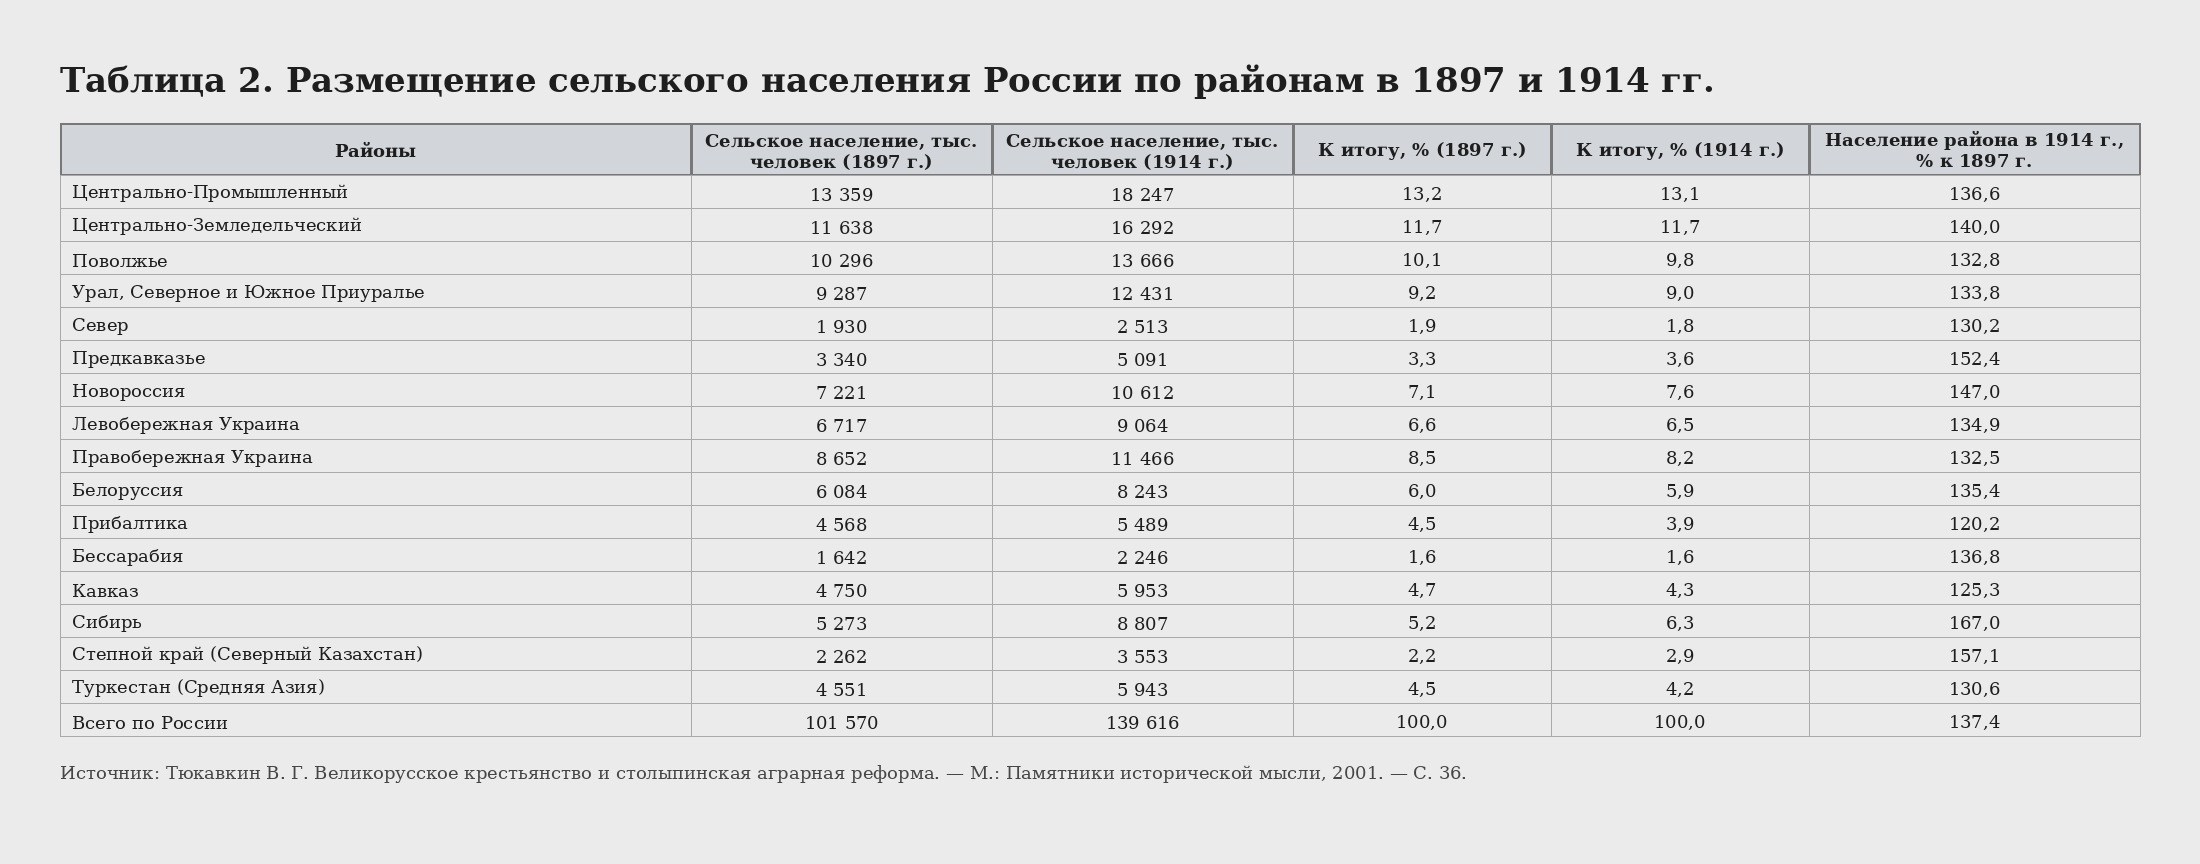 Таблица 2. Размещение сельского населения России по районам в 1897 и 1914 гг.
Районы Сельское население, тыс. человек (1897 г.) Сельское население, тыс. человек (1914 г.) К итогу, % (1897 г.) К итогу, % (1914 г.) Население района в 1914 г., % к 1897 г.
Центрально-Промышленный 13 359 18 247 13,2 13,1 136,6
Центрально-Земледельческий 11 638 16 292 11,7 11,7 140,0
Поволжье 10 296 13 666 10,1 9,8 132,8
Урал, Северное и Южное Приуралье 9 287 12 431 9,2 9,0 133,8
Север 1 930 2 513 1,9 1,8 130,2
Предкавказье 3 340 5 091 3,3 3,6 152,4
Новороссия 7 221 10 612 7,1 7,6 147,0
Левобережная Украина 6 717 9 064 6,6 6,5 134,9
Правобережная Украина 8 652 11 466 8,5 8,2 132,5
Белоруссия 6 084 8 243 6,0 5,9 135,4
Прибалтика 4 568 5 489 4,5 3,9 120,2
Бессарабия 1 642 2 246 1,6 1,6 136,8
Кавказ 4 750 5 953 4,7 4,3 125,3
Сибирь 5 273 8 807 5,2 6,3 167,0
Степной край (Северный Казахстан) 2 262 3 553 2,2 2,9 157,1
Туркестан (Средняя Азия) 4 551 5 943 4,5 4,2 130,6
Всего по России 101 570 139 616 100,0 100,0 137,4
Источник: Тюкавкин В. Г. Великорусское крестьянство и столыпинская аграрная реформа. — М.: Памятники исторической мысли, 2001. — С. 36.